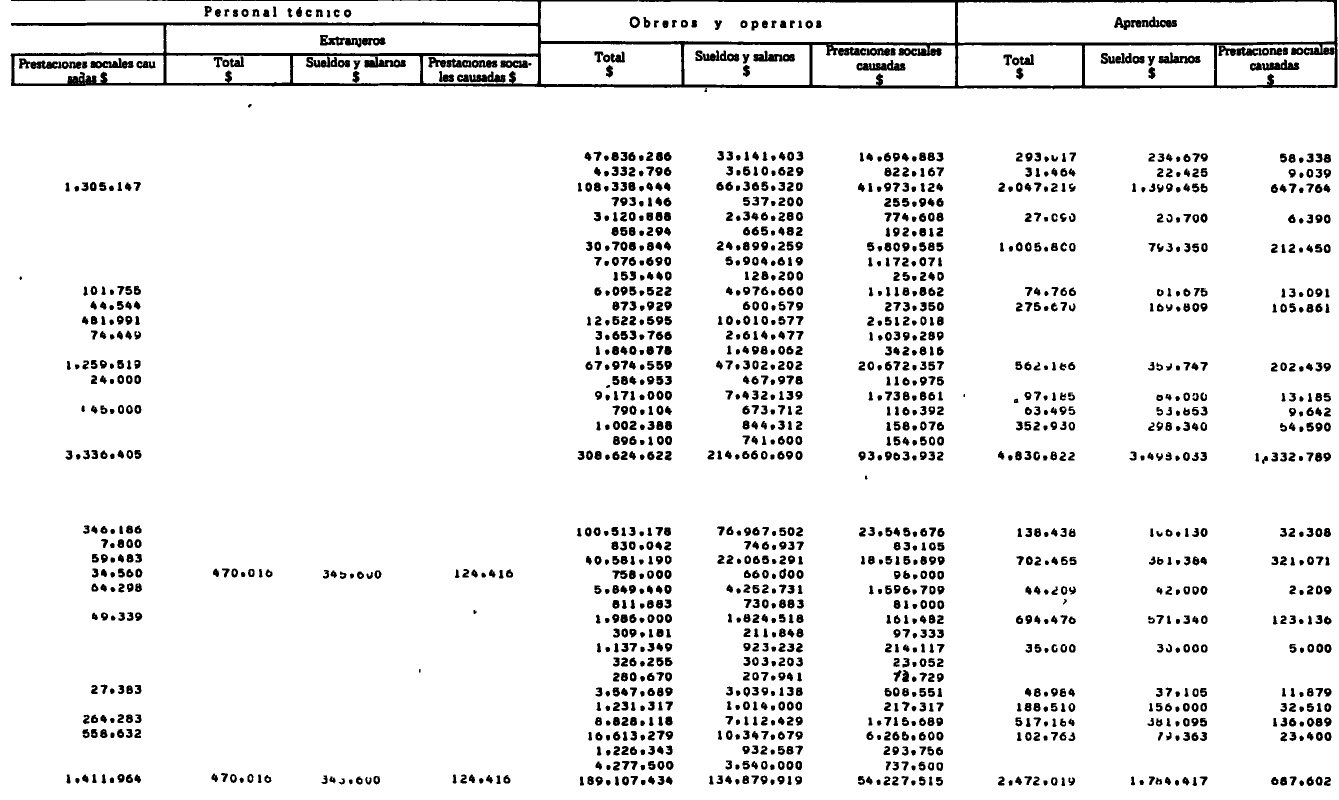 Personal técnico Obreros y operarios Aprendices
Extranjeros
Prestaciones sociales cau sadas $ Total $ Sueldos y salarios $ Prestaciones socia- les causadas $ Total $ Sueldos y salarios $ Prestaciones sociales causadas $ Total $ Sueldos y salarios $ Prestaciones sociales causadas $
47.836.286 33.141.403 14.694.883 58.338
4.332.796 3.510.629 822.167 31.464 22.425 9.039
1.305.147 108.338.444 66.365.320 41.973.124 2.047.219 1.399.455 647.764
793.146 537.200 255.946
3.120.888 2.346.280 774.608 27.090 20.700 6.390
858.294 665.482 192.812
30.708.844 24.899.259 5.809.585 1.005.800 793.350 212.450
7.076.690 5.904.619 1.172.071
153.440 128.200 25.240
101.755 6.095.522 4.976.660 1.118.862 74.766 61.675 13.091
44.544 873.929 600.579 273.350 275.670 169.809 105.861
481.991 12.522.595 10.010.577 2.512.018
74.449 3.653.766 2.614.477 1.039.289
1.840.878 1.498.062 342.816
1.259.519 67.974.559 47.302.202 20.672.357 562.186 359.747 202.439
24.000 584.953 467.978 116.975
9.171.000 7.432.139 1.738.861 97.185 84.000 13.185
45.000 790.104 673.712 116.392 63.495 53.853 9.642
1.002.388 844.312 158.076 352.930 298.340 54.590
896.100 741.600 154.500
3.336.405 308.624.622 214.660.690 93.963.932 4.830.822 3.498.033 1.332.789
346.186 100.513.178 76.967.502 23.545.676 138.438 106.130 32.308
7.800 830.042 746.937 83.105
59.483 40.581.190 22.065.291 18.515.899 702.455 381.384 321.071
34.560 470.016 345.600 124.416 758.000 660.000 98.000
64.298 5.849.440 4.252.731 1.596.709 44.209 42.000 2.209
811.883 730.883 81.000
49.339 1.986.000 1.824.518 161.482 694.476 571.340 123.136
309.181 211.848 97.333
1.137.349 923.232 214.117 35.000 30.000 5.000
326.255 303.203 23.052
280.670 207.941 72.729
27.383 3.547.689 3.039.138 508.551 48.984 37.105 11.879
1.231.317 1.014.000 217.317 188.510 156.000 32.510
264.283 8.828.118 7.112.429 1.715.689 517.184 381.095 136.089
558.632 16.613.279 10.347.679 6.265.600 102.763 79.363 23.400
1.226.343 932.587 293.756
4.277.500 3.540.000 737.500
1.411.964 470.016 345.600 124.416 189.107.434 134.879.919 54.227.515 2.472.019 1.784.417 687.602